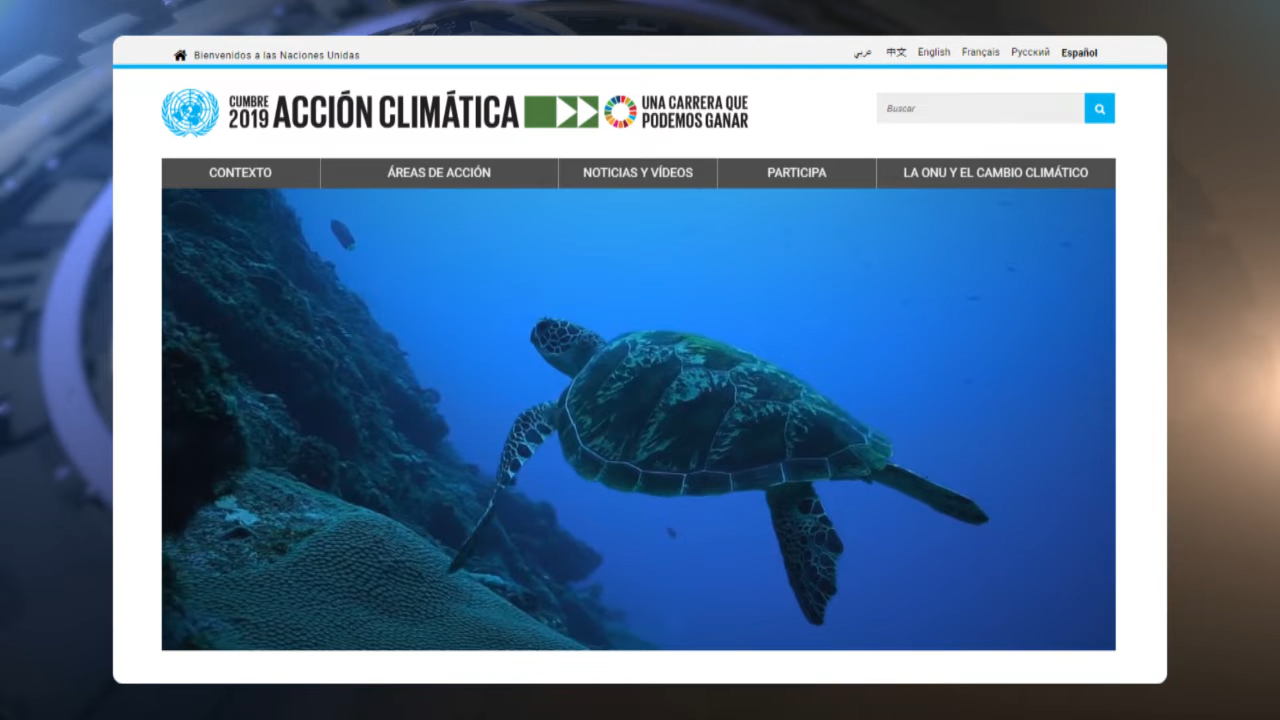 Bienvenidos a las Naciones Unidas
عربي 中文 English Français Русский Español
CUMBRE
2019 ACCIÓN CLIMÁTICA
UNA CARRERA QUE
PODEMOS GANAR
Buscar
CONTEXTO ÁREAS DE ACCIÓN NOTICIAS Y VÍDEOS PARTICIPA LA ONU Y EL CAMBIO CLIMÁTICO